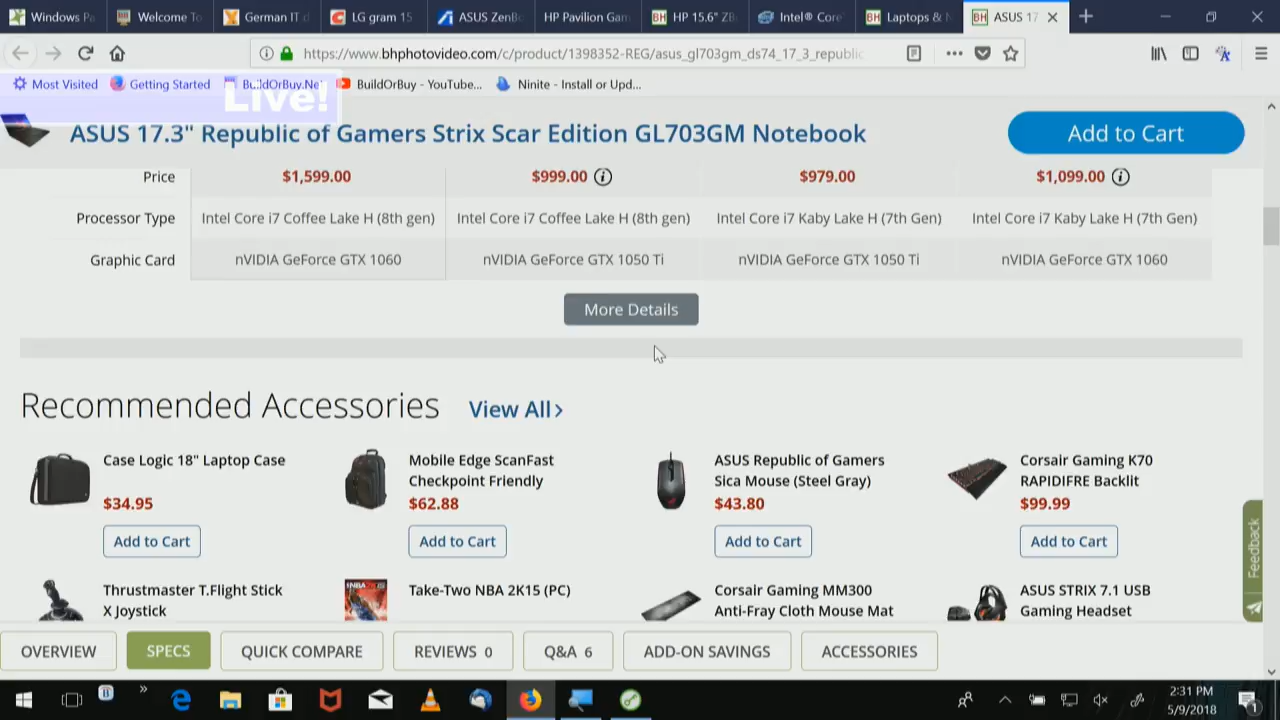 Windows Pa
Welcome To
German IT d
LG gram 15
ASUS ZenBo
HP Pavilion Gam
BH HP 15.6" ZB
Intel® Core
BH Laptops & N
BH ASUS 17
https://www.bhphotovideo.com/c/product/1398352-REG/asus_gl703gm_ds74_17_3_republic
Most Visited
Getting Started
BuildOrBuy.Net
BuildOrBuy - YouTube...
Ninite - Install or Upd...
Live!
ASUS 17.3" Republic of Gamers Strix Scar Edition GL703GM Notebook
Add to Cart
Price $1,599.00 $999.00 $979.00 $1,099.00
Processor Type Intel Core i7 Coffee Lake H (8th gen) Intel Core i7 Coffee Lake H (8th gen) Intel Core i7 Kaby Lake H (7th Gen) Intel Core i7 Kaby Lake H (7th Gen)
Graphic Card nVIDIA GeForce GTX 1060 nVIDIA GeForce GTX 1050 Ti nVIDIA GeForce GTX 1050 Ti nVIDIA GeForce GTX 1060
More Details
Recommended Accessories View All>
Case Logic 18" Laptop Case
$34.95
Add to Cart
Mobile Edge ScanFast
Checkpoint Friendly
$62.88
Add to Cart
ASUS Republic of Gamers
Sica Mouse (Steel Gray)
$43.80
Add to Cart
Corsair Gaming K70
RAPIDIFRE Backlit
$99.99
Add to Cart
Thrustmaster T.Flight Stick
X Joystick
Take-Two NBA 2K15 (PC)
Corsair Gaming MM300
Anti-Fray Cloth Mouse Mat
ASUS STRIX 7.1 USB
Gaming Headset
Feedback
OVERVIEW
SPECS
QUICK COMPARE
REVIEWS 0
Q&A 6
ADD-ON SAVINGS
ACCESSORIES
2:31 PM
5/9/2018
1